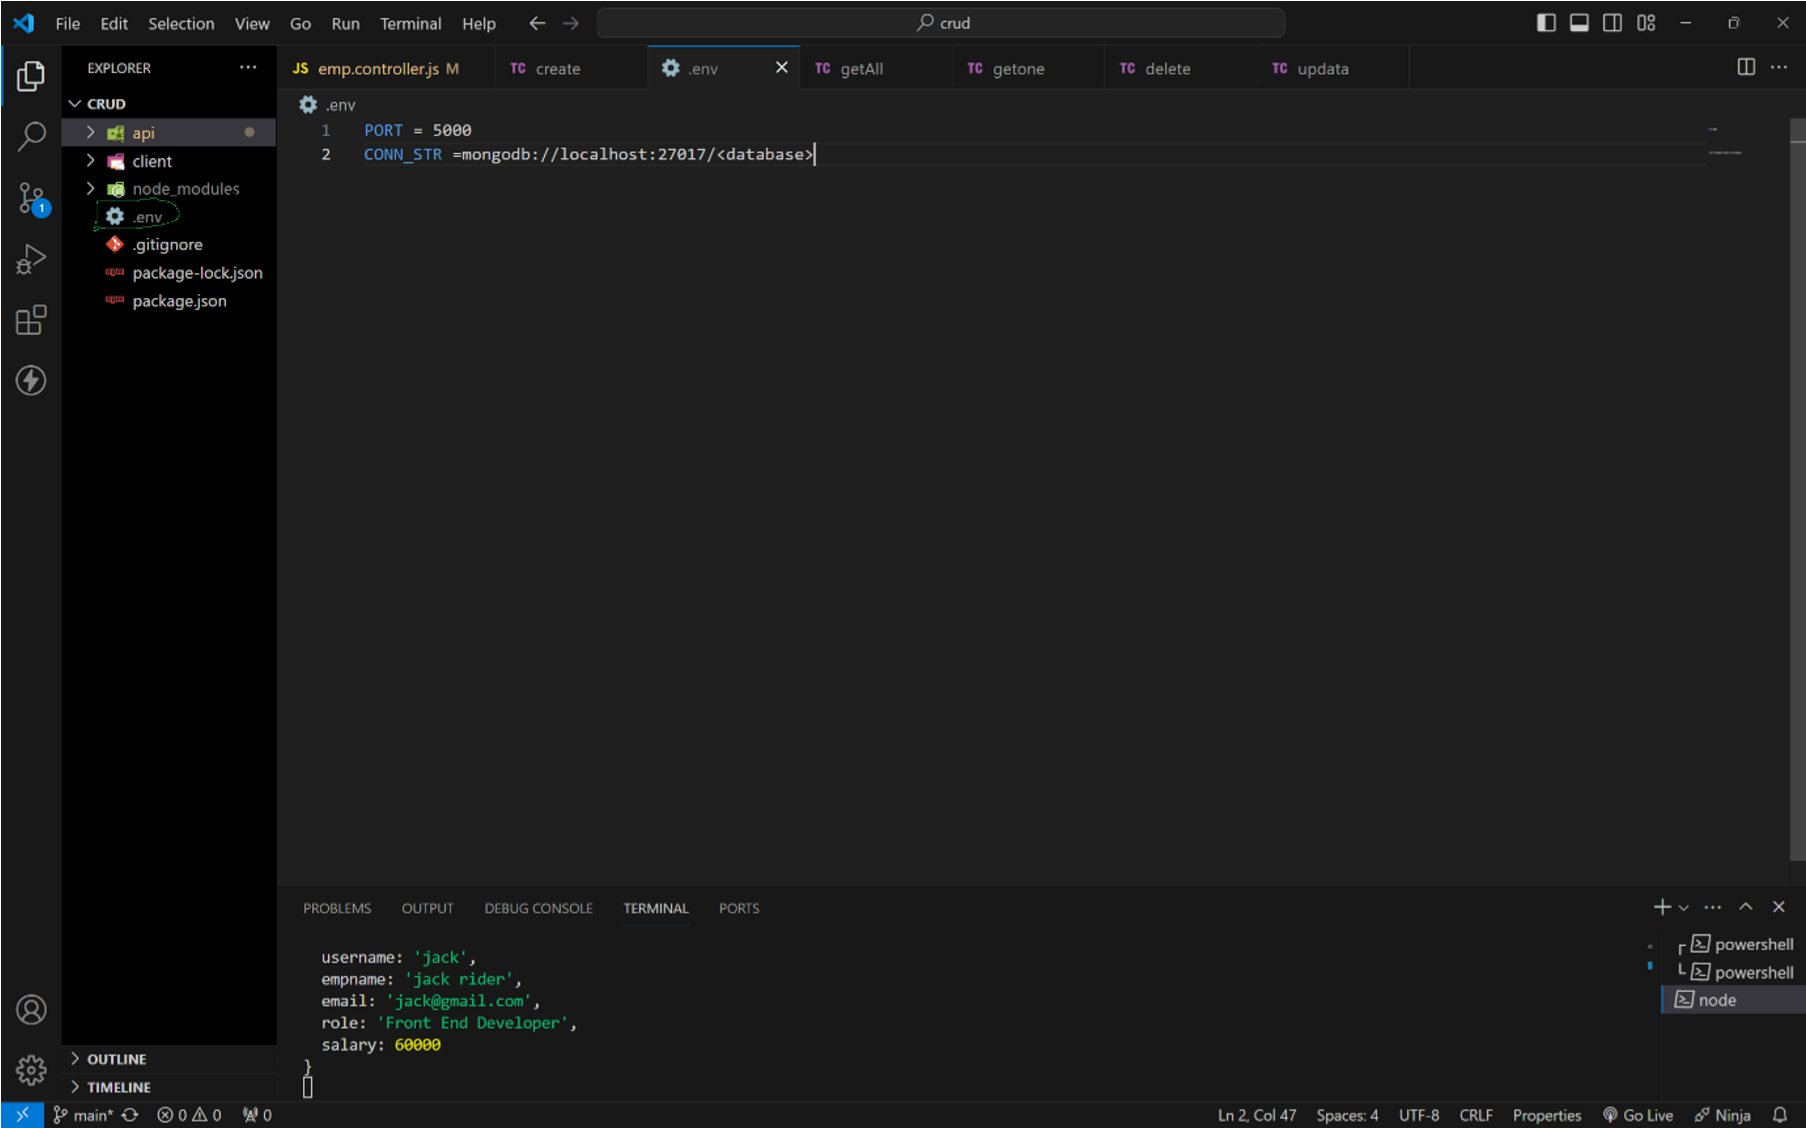 File Edit Selection View Go Run Terminal Help crud
EXPLORER
CRUD
api
client
node_modules
.env
.gitignore
package-lock.json
package.json
OUTLINE
TIMELINE
JS emp.controller.js M TC create .env TC getAll TC getone TC delete TC updata
.env
1 PORT = 5000
2 CONN_STR =mongodb://localhost:27017/<database>
PROBLEMS OUTPUT DEBUG CONSOLE TERMINAL PORTS
username: 'jack',
empname: 'jack rider',
email: 'jack@gmail.com',
role: 'Front End Developer',
salary: 60000
}
powershell
powershell
node
1
main* 0 0 0 Ln 2, Col 47 Spaces: 4 UTF-8 CRLF Properties Go Live Ninja